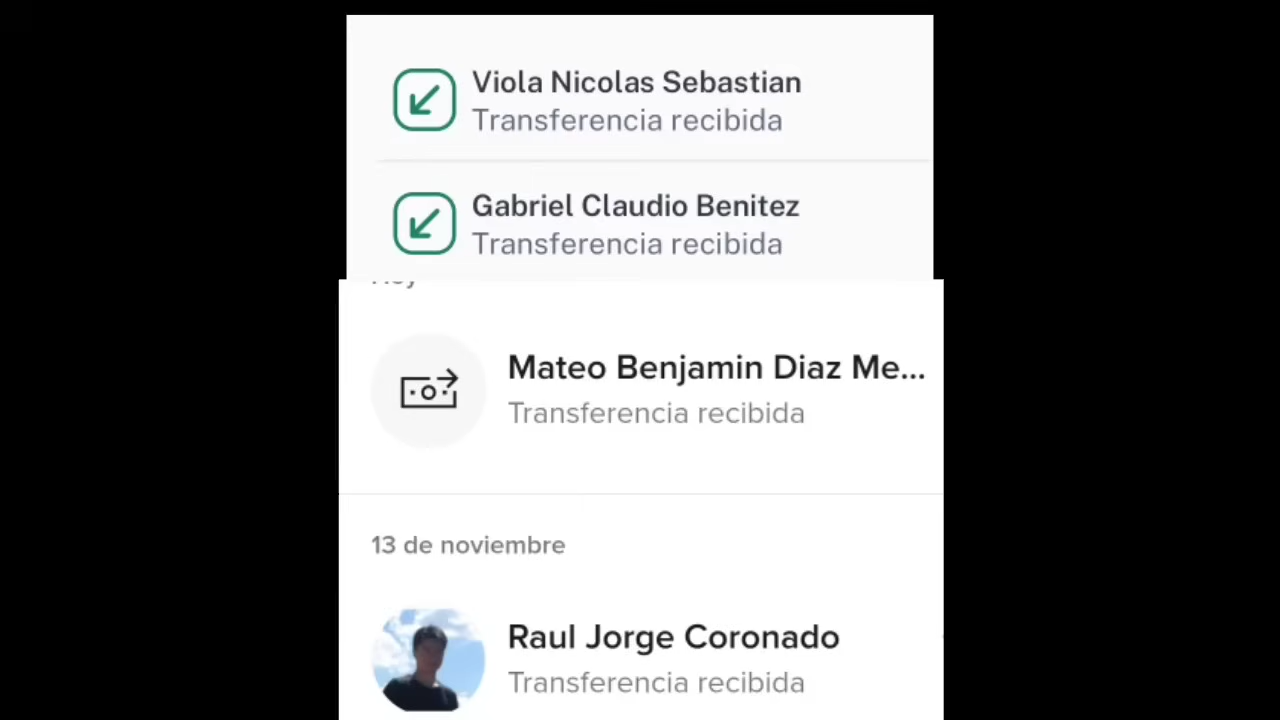 Viola Nicolas Sebastian
Transferencia recibida
Gabriel Claudio Benitez
Transferencia recibida
Mateo Benjamin Diaz Me...
Transferencia recibida
13 de noviembre
Raul Jorge Coronado
Transferencia recibida